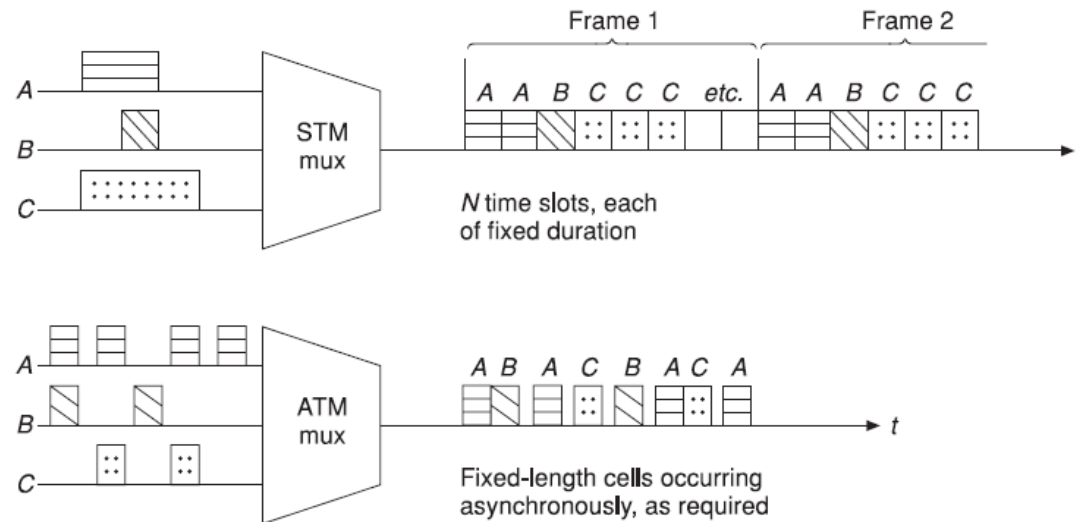 Frame 1
Frame 2
A A B C C C etc. A A B C C C
A
B
C
STM
mux
N time slots, each
of fixed duration
A
B
C
ATM
mux
A B A C B A C A
t
Fixed-length cells occurring
asynchronously, as required